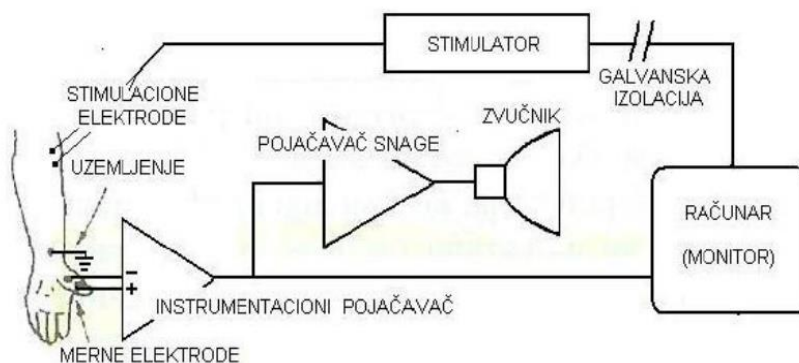 STIMULATOR
GALVANSKA
IZOLACIJA
STIMULACIONE
ELEKTRODE
POJAČAVAČ SNAGE
ZVUČNIK
UZEMLJENJE
RAČUNAR
(MONITOR)
−
+
INSTRUMENTACIONI POJAČAVAČ
MERNE ELEKTRODE